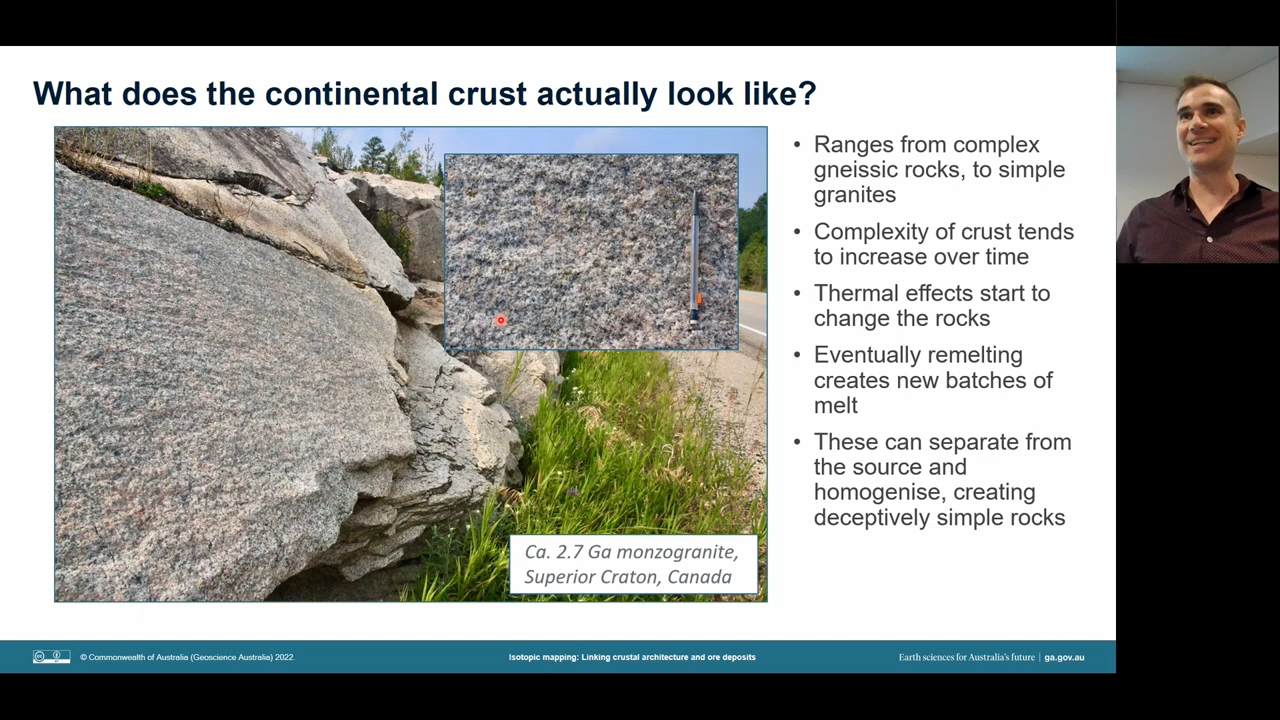 What does the continental crust actually look like?
• Ranges from complex
gneissic rocks, to simple
granites
• Complexity of crust tends
to increase over time
• Thermal effects start to
change the rocks
• Eventually remelting
creates new batches of
melt
• These can separate from
the source and
homogenise, creating
deceptively simple rocks
Ca. 2.7 Ga monzogranite,
Superior Craton, Canada
© Commonwealth of Australia (Geoscience Australia) 2022.
Isotopic mapping: Linking crustal architecture and ore deposits
Earth sciences for Australia's future | ga.gov.au